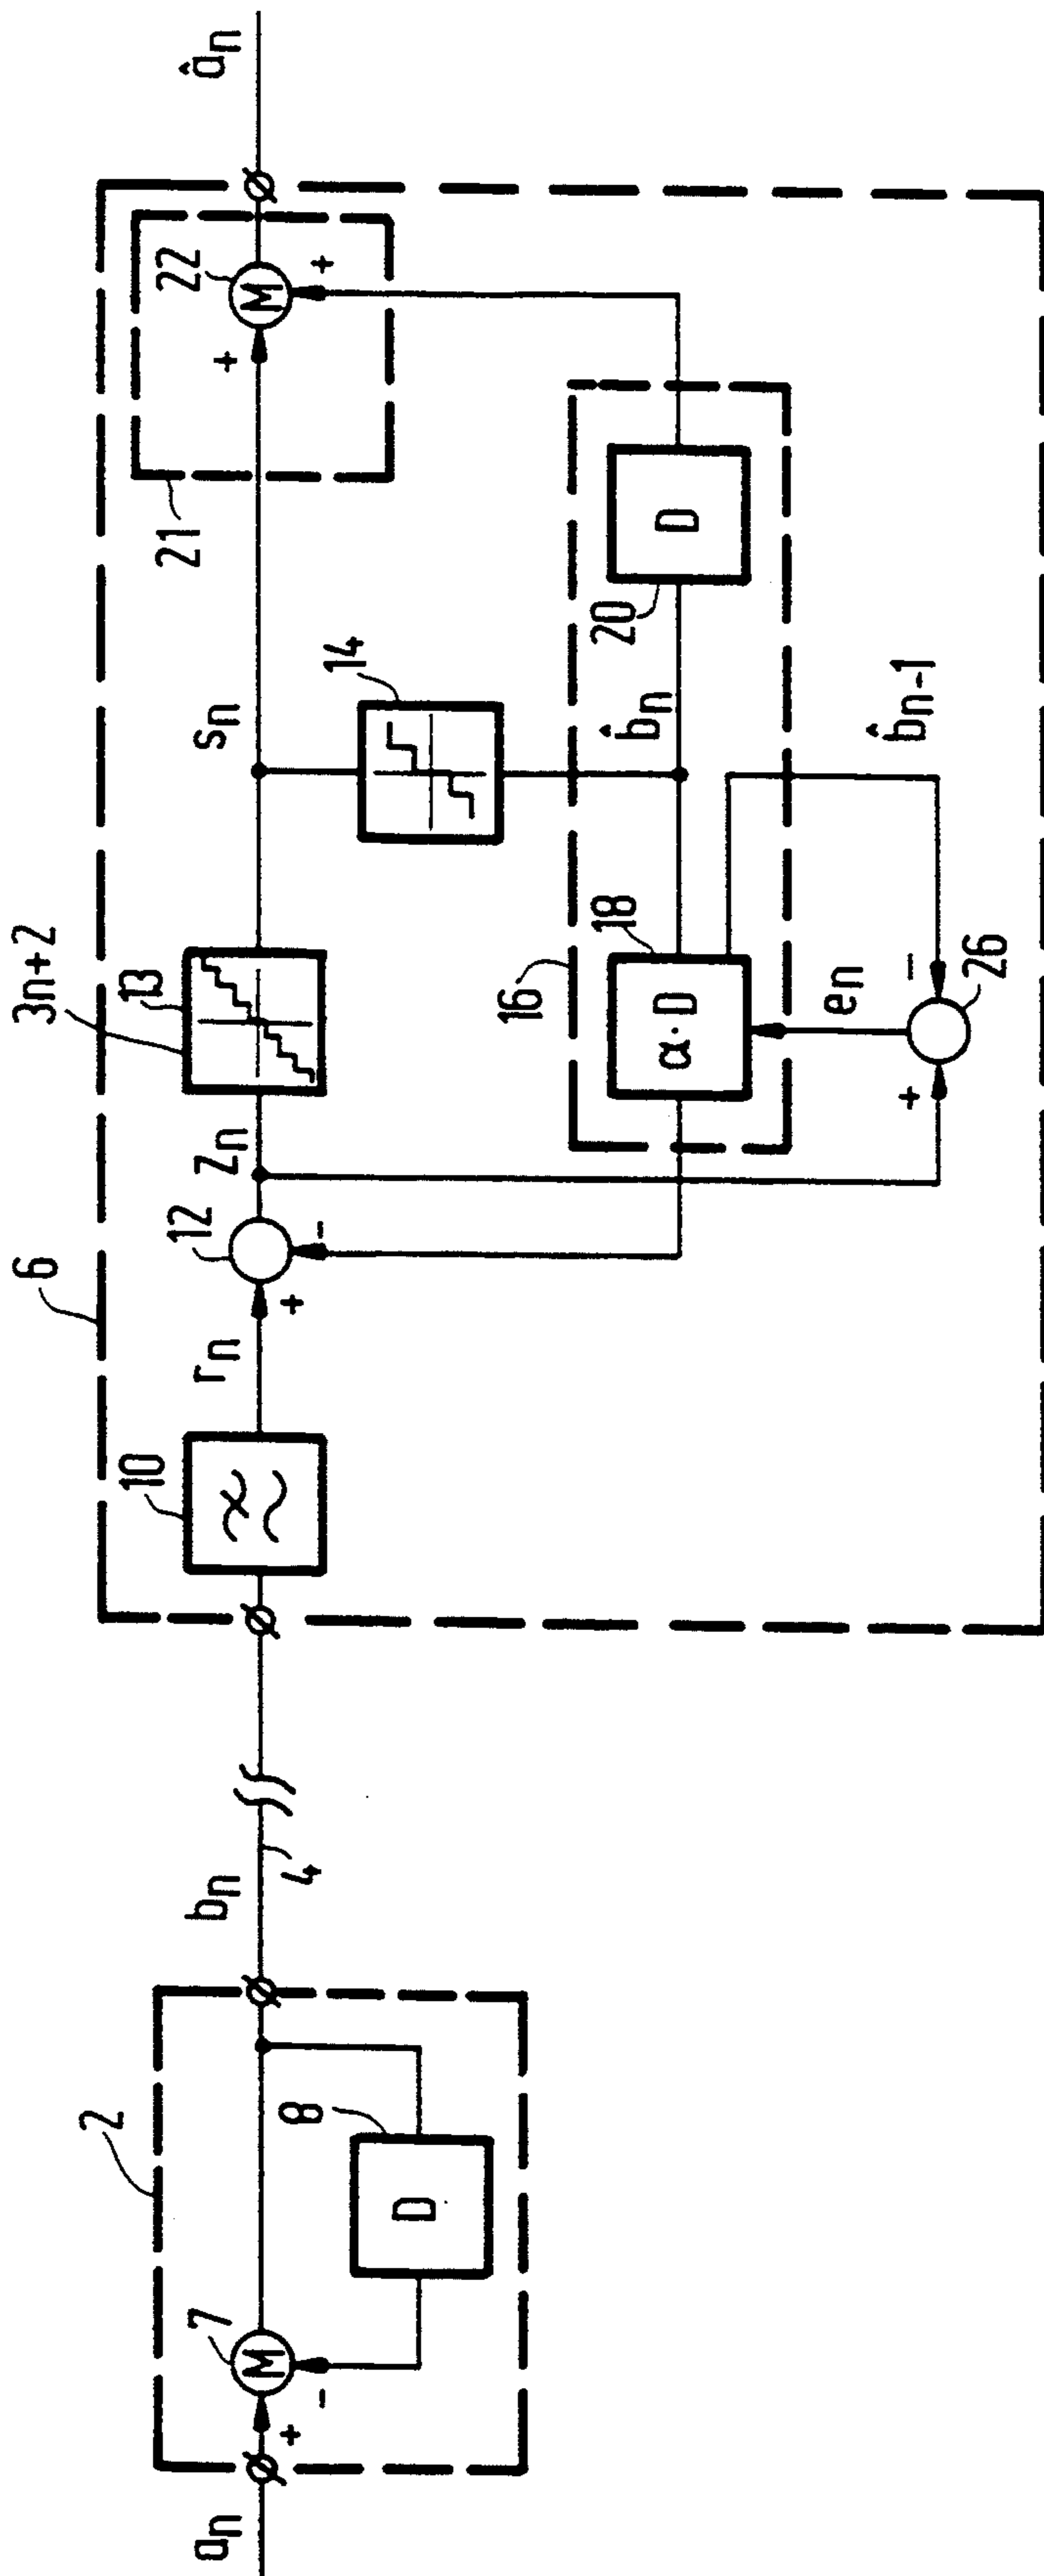 aₙ
+
-
7
M
D
8
2
bₙ
4
6
10
rₙ
+
-
12
Zₙ
3n+2
13
sₙ
14
21
+
+
22
M
âₙ
16
α·D
18
b̂ₙ
20
D
+
-
eₙ
26
b̂ₙ₋₁